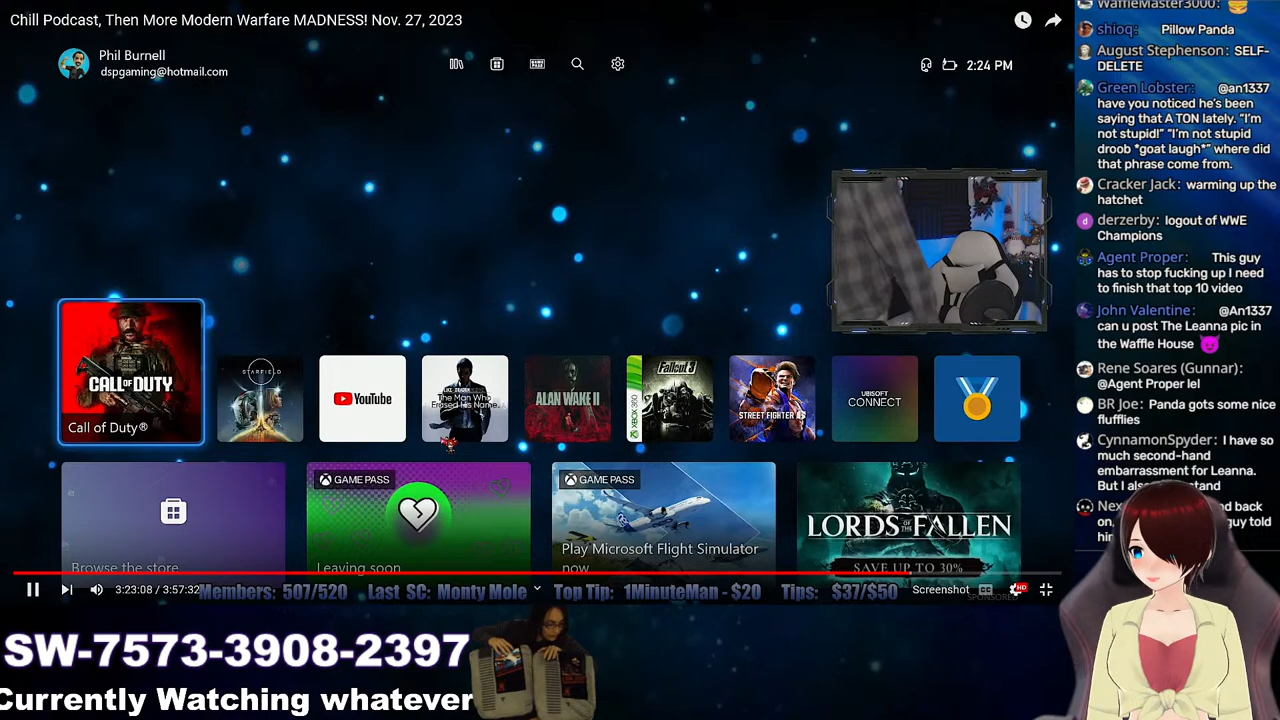 Chill Podcast, Then More Modern Warfare MADNESS! Nov. 27, 2023
Phil Burnell
dspgaming@hotmail.com
2:24 PM
CALL OF DUTY
Call of Duty®
STARFIELD
YouTube
The Man Who
Erased His Name
ALAN WAKE II
XBOX 360
Fallout 3
STREET FIGHTER 6
UBISOFT
CONNECT
Browse the store
GAME PASS
Leaving soon
GAME PASS
Play Microsoft Flight Simulator
now
LORDS OF THE FALLEN
SAVE UP TO 30%
SPONSORED
3:23:08 / 3:57:32
Members: 507/520 Last SC: Monty Mole Top Tip: 1MinuteMan - $20 Tips: $37/$50
Screenshot
CC
HD
SW-7573-3908-2397
Currently Watching whatever
WaffleMaster3000:
shioq: Pillow Panda
August Stephenson: SELF-
DELETE
Green Lobster: @an1337
have you noticed he's been
saying that A TON lately. "I'm
not stupid!" "I'm not stupid
droob *goat laugh*" where did
that phrase come from.
Cracker Jack: warming up the
hatchet
d
derzerby: logout of WWE
Champions
Agent Proper: This guy
has to stop fucking up I need
to finish that top 10 video
John Valentine: @An1337
can u post The Leanna pic in
the Waffle House
Rene Soares (Gunnar):
@Agent Proper lel
BR Joe: Panda gots some nice
flufflies
CynnamonSpyder: I have so
much second-hand
embarrassment for Leanna.
But I
back
on,
guy told